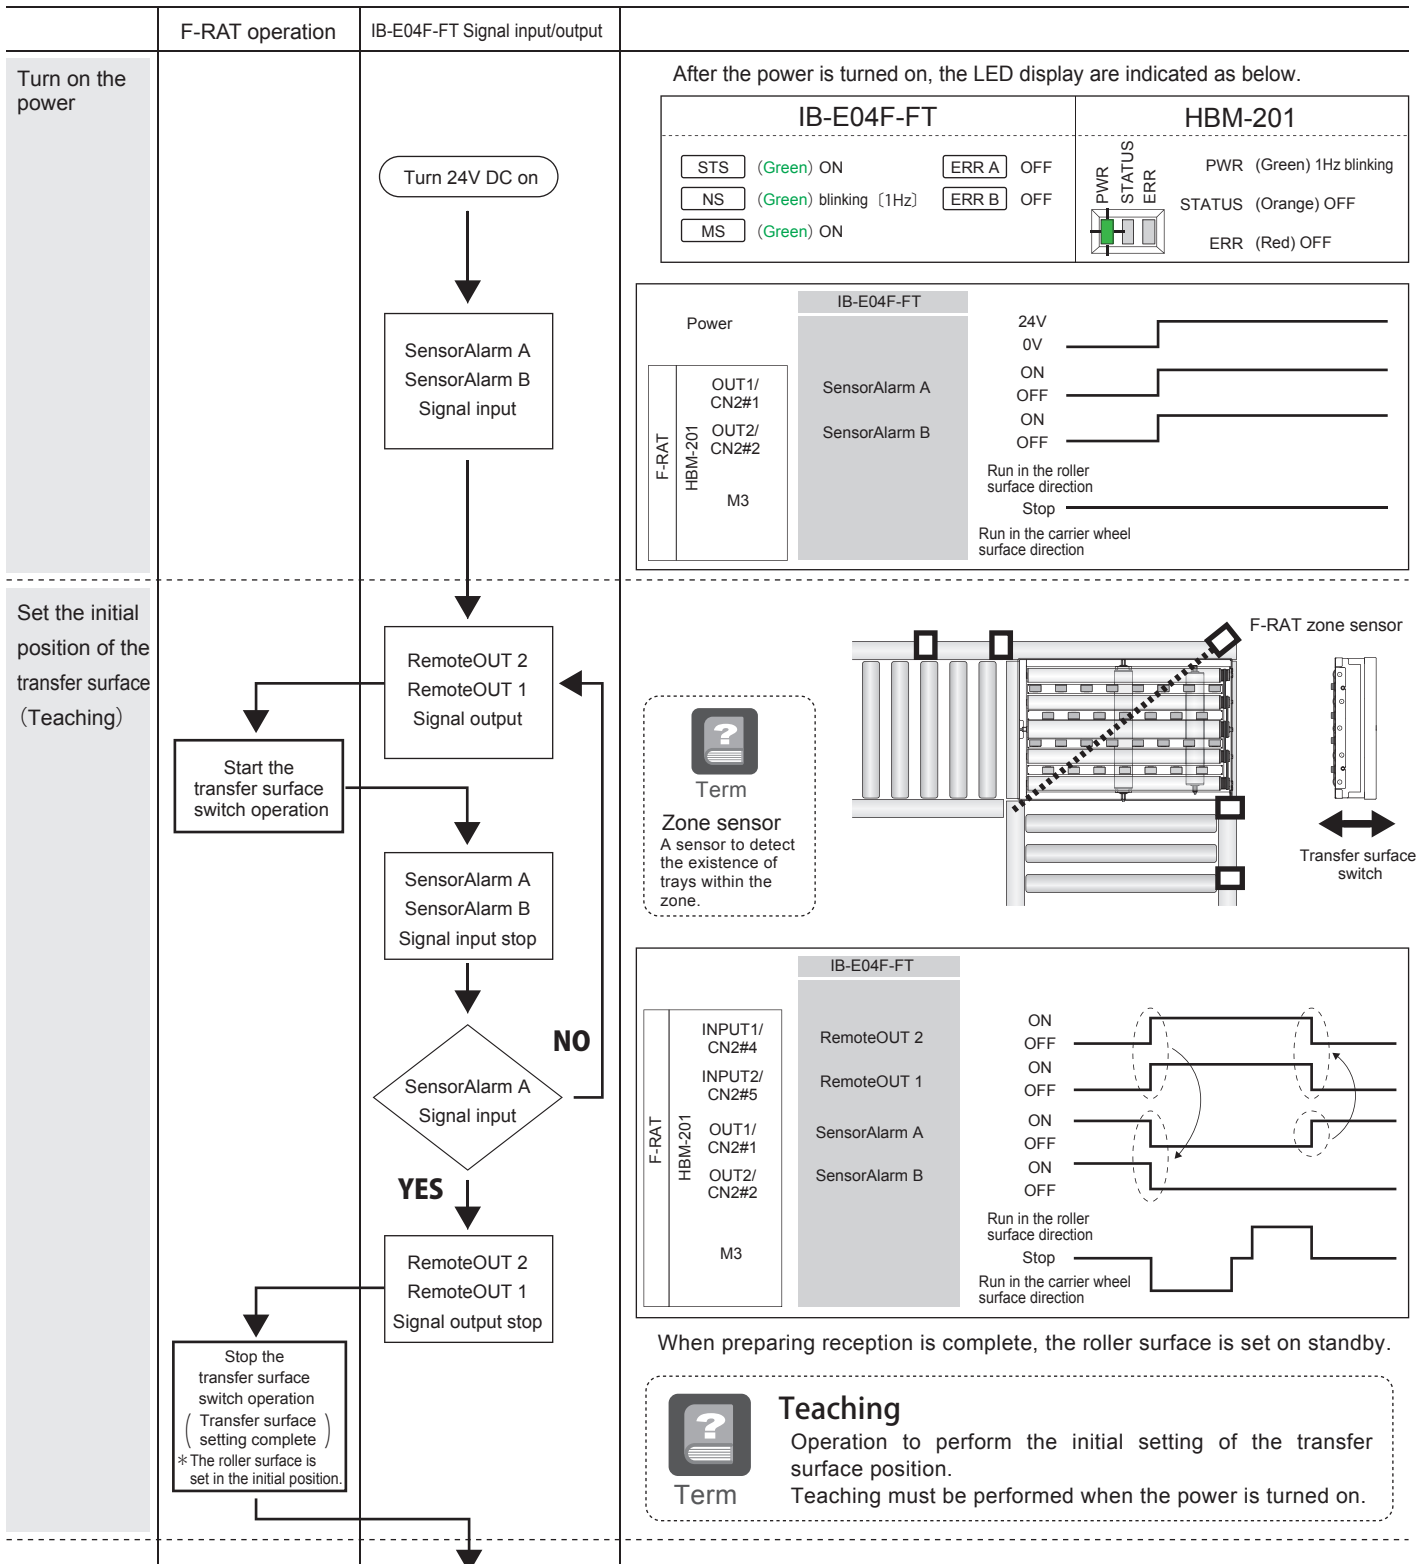 F-RAT operation
IB-E04F-FT Signal input/output
Turn on the
power
Turn 24V DC on
SensorAlarm A
SensorAlarm B
Signal input
After the power is turned on, the LED display are indicated as below.
IB-E04F-FT
HBM-201
STS (Green) ON
ERR A OFF
NS (Green) blinking〔1Hz〕
ERR B OFF
MS (Green) ON
PWR
STATUS
ERR
PWR (Green) 1Hz blinking
STATUS (Orange) OFF
ERR (Red) OFF
IB-E04F-FT
Power
24V
0V
F-RAT
HBM-201
OUT1/
CN2#1
SensorAlarm A
ON
OFF
OUT2/
CN2#2
SensorAlarm B
ON
OFF
M3
Run in the roller
surface direction
Stop
Run in the carrier wheel
surface direction
Set the initial
position of the
transfer surface
（Teaching）
RemoteOUT 2
RemoteOUT 1
Signal output
Start the
transfer surface
switch operation
SensorAlarm A
SensorAlarm B
Signal input stop
SensorAlarm A
Signal input
NO
YES
RemoteOUT 2
RemoteOUT 1
Signal output stop
Stop the
transfer surface
switch operation
( Transfer surface
setting complete )
＊The roller surface is
set in the initial position.
?
Term
Zone sensor
A sensor to detect
the existence of
trays within the
zone.
F-RAT zone sensor
Transfer surface
switch
IB-E04F-FT
F-RAT
HBM-201
INPUT1/
CN2#4
RemoteOUT 2
ON
OFF
INPUT2/
CN2#5
RemoteOUT 1
ON
OFF
OUT1/
CN2#1
SensorAlarm A
ON
OFF
OUT2/
CN2#2
SensorAlarm B
ON
OFF
M3
Run in the roller
surface direction
Stop
Run in the carrier wheel
surface direction
When preparing reception is complete, the roller surface is set on standby.
?
Term
Teaching
Operation to perform the initial setting of the transfer
surface position.
Teaching must be performed when the power is turned on.